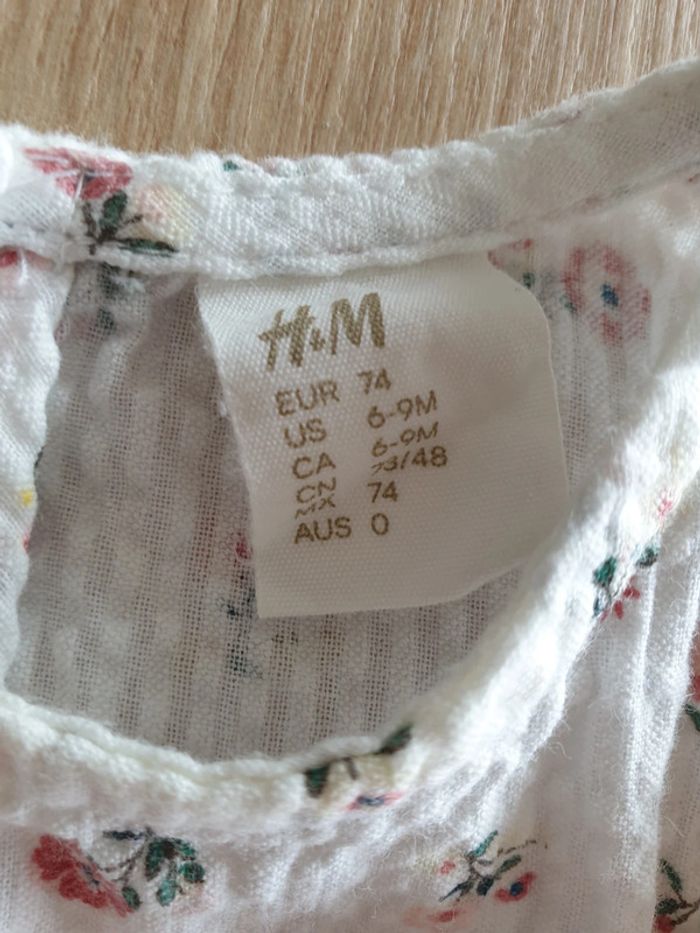 H&M
EUR 74
US 6-9M
CA 6-9M
CN 73/48
MX 74
AUS 0